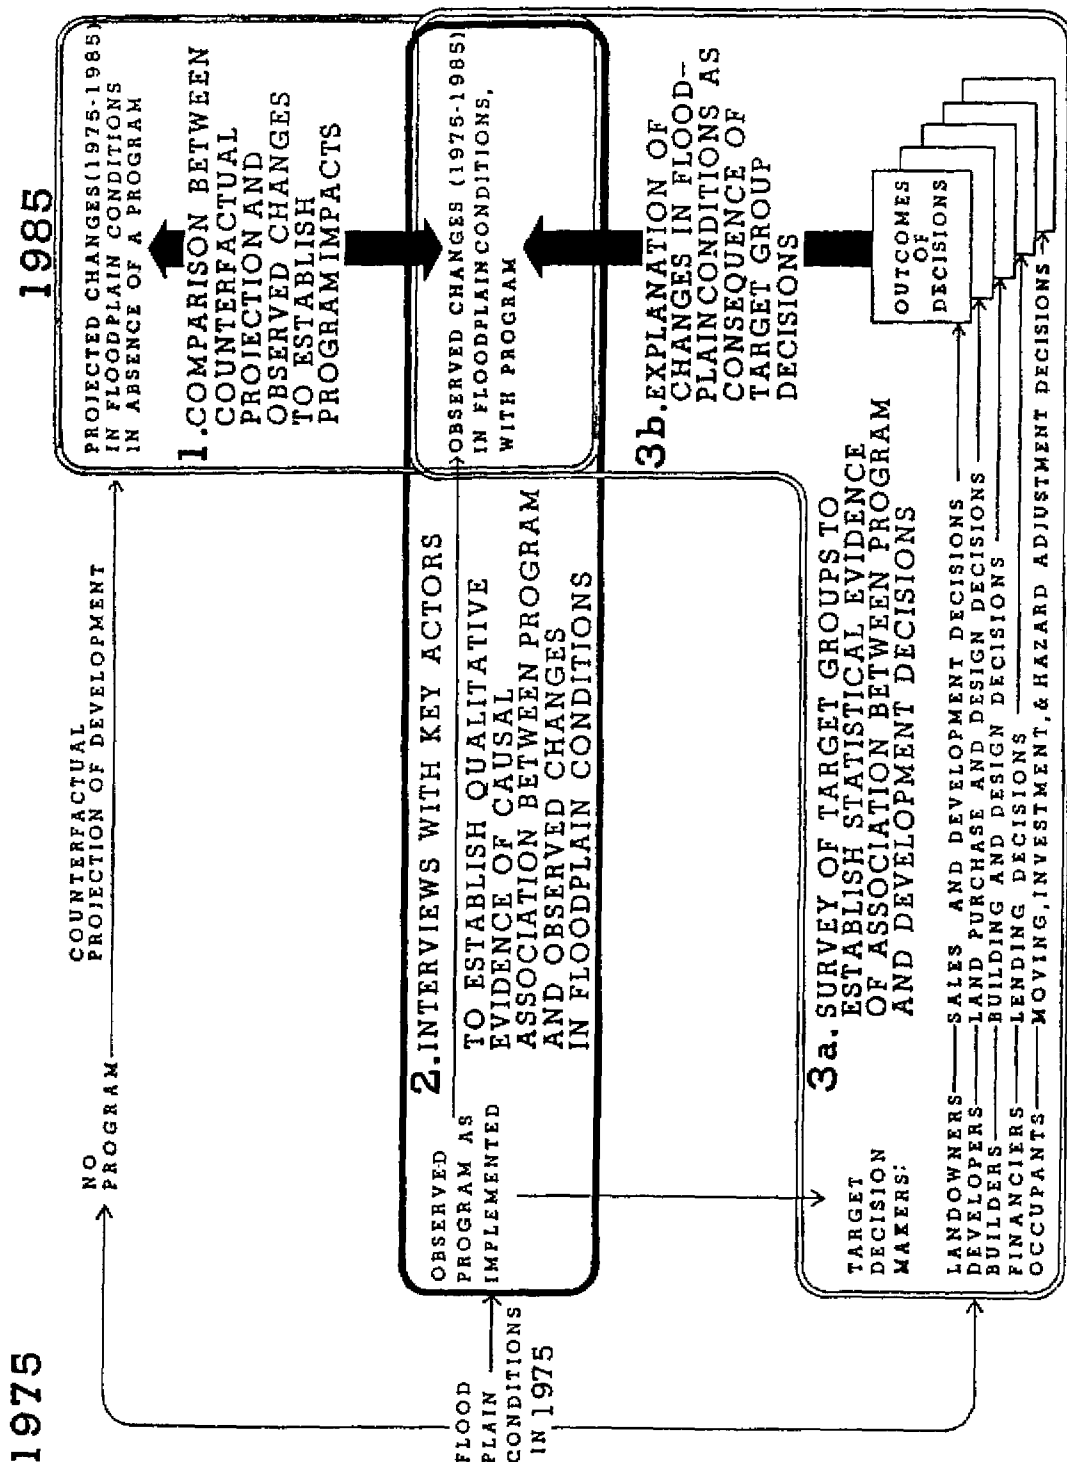 1975
1985
FLOOD
PLAIN
CONDITIONS
IN 1975
NO
PROGRAM
COUNTERFACTUAL
PROJECTION OF DEVELOPMENT
PROJECTED CHANGES(1975-1985)
IN FLOODPLAIN CONDITIONS
IN ABSENCE OF A PROGRAM
1.COMPARISON BETWEEN
COUNTERFACTUAL
PROJECTION AND
OBSERVED CHANGES
TO ESTABLISH
PROGRAM IMPACTS
OBSERVED
PROGRAM AS
IMPLEMENTED
2.INTERVIEWS WITH KEY ACTORS
TO ESTABLISH QUALITATIVE
EVIDENCE OF CAUSAL
ASSOCIATION BETWEEN PROGRAM
AND OBSERVED CHANGES
IN FLOODPLAIN CONDITIONS
OBSERVED CHANGES (1975-1985)
IN FLOODPLAIN CONDITIONS,
WITH PROGRAM
3a.SURVEY OF TARGET GROUPS TO
ESTABLISH STATISTICAL EVIDENCE
OF ASSOCIATION BETWEEN PROGRAM
AND DEVELOPMENT DECISIONS
3b.EXPLANATION OF
CHANGES IN FLOOD-
PLAIN CONDITIONS AS
CONSEQUENCE OF
TARGET GROUP
DECISIONS
TARGET
DECISION
MAKERS:
LANDOWNERS SALES AND DEVELOPMENT DECISIONS
DEVELOPERS LAND PURCHASE AND DESIGN DECISIONS
BUILDERS BUILDING AND DESIGN DECISIONS
FINANCIERS LENDING DECISIONS
OCCUPANTS MOVING,INVESTMENT,& HAZARD ADJUSTMENT DECISIONS
OUTCOMES
OF
DECISIONS